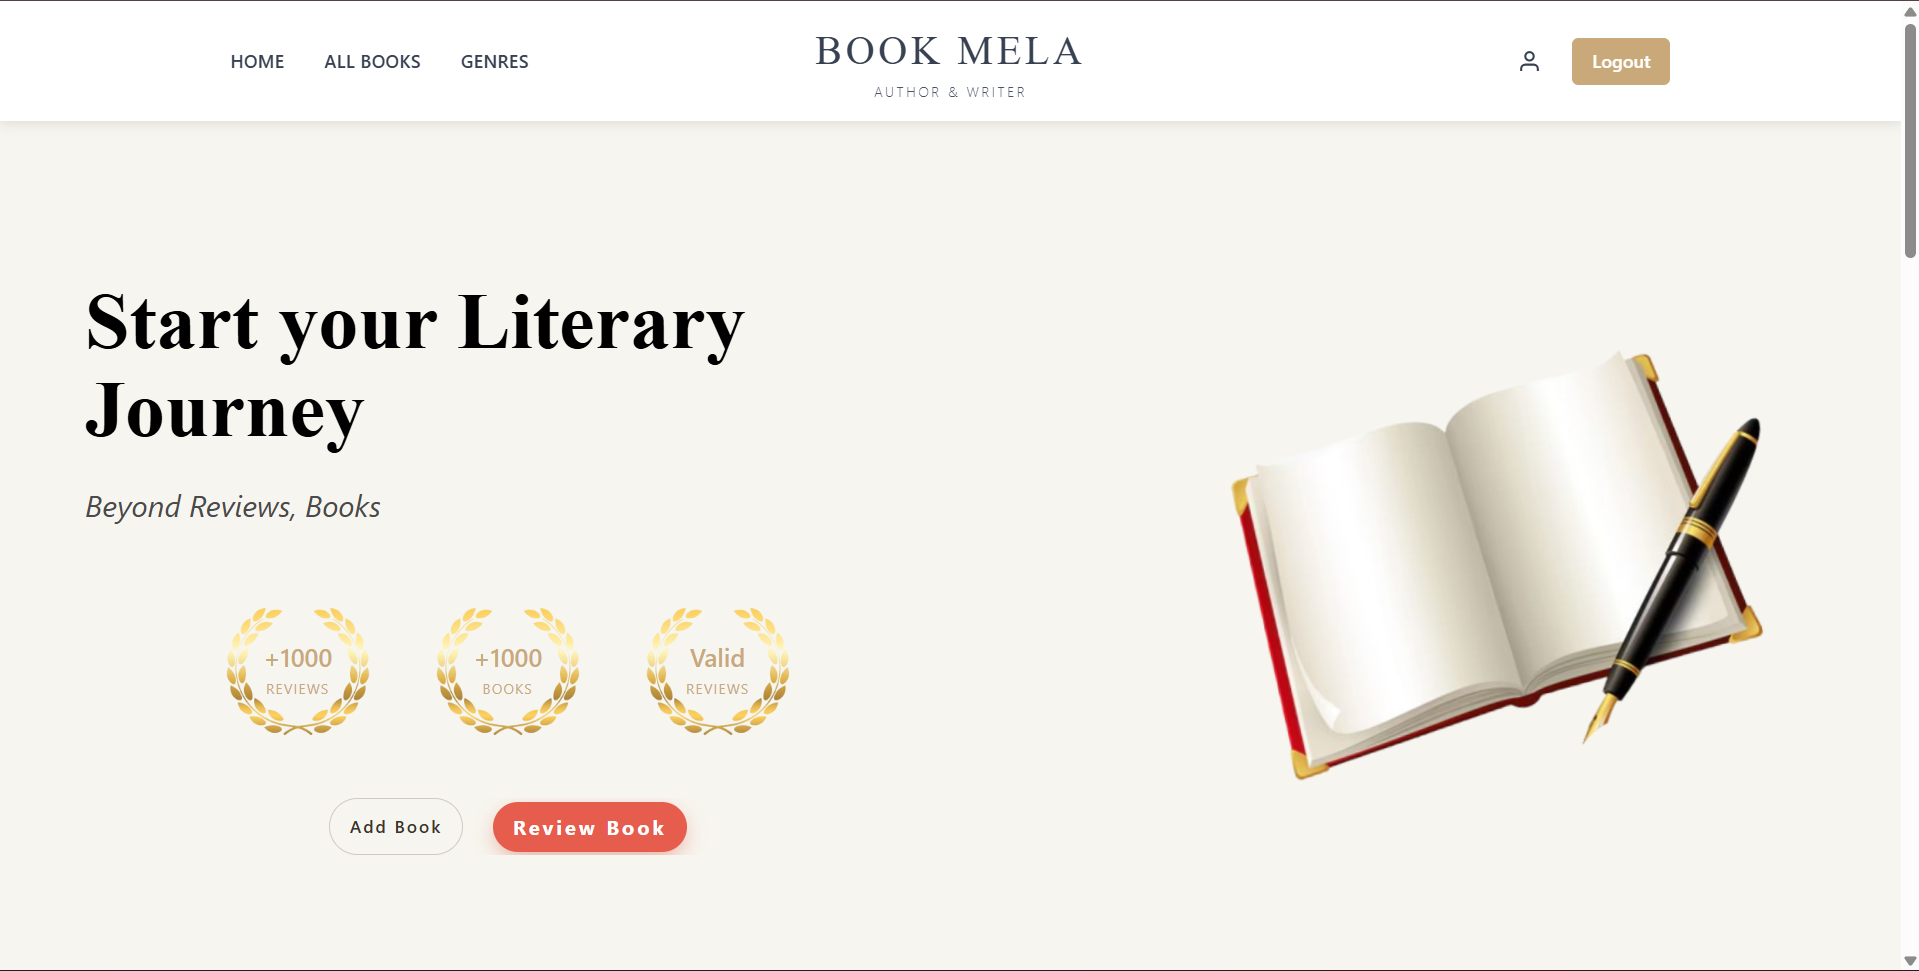 HOME
ALL BOOKS
GENRES
BOOK MELA
AUTHOR & WRITER
Logout
Start your Literary
Journey
Beyond Reviews, Books
+1000
REVIEWS
+1000
BOOKS
Valid
REVIEWS
Add Book
Review Book